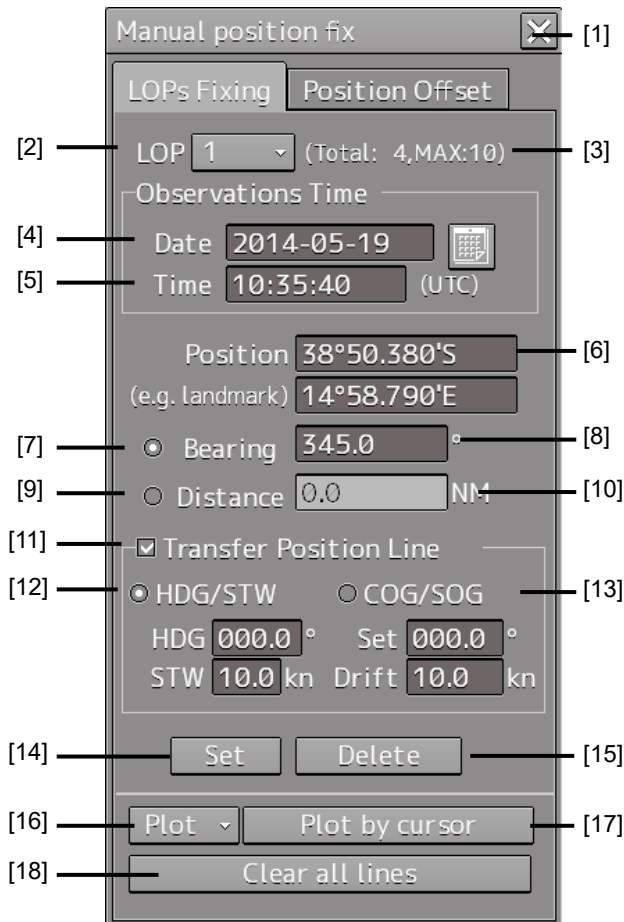 Manual position fix [1]
LOPs Fixing Position Offset
[2] LOP 1 (Total: 4,MAX:10) [3]
Observations Time
[4] Date 2014-05-19
[5] Time 10:35:40 (UTC)
Position 38°50.380'S [6]
(e.g. landmark) 14°58.790'E
[7] Bearing 345.0 ° [8]
[9] Distance 0.0 NM [10]
[11] Transfer Position Line
[12] HDG/STW COG/SOG [13]
HDG 000.0 ° Set 000.0 °
STW 10.0 kn Drift 10.0 kn
[14] Set Delete [15]
[16] Plot Plot by cursor [17]
[18] Clear all lines